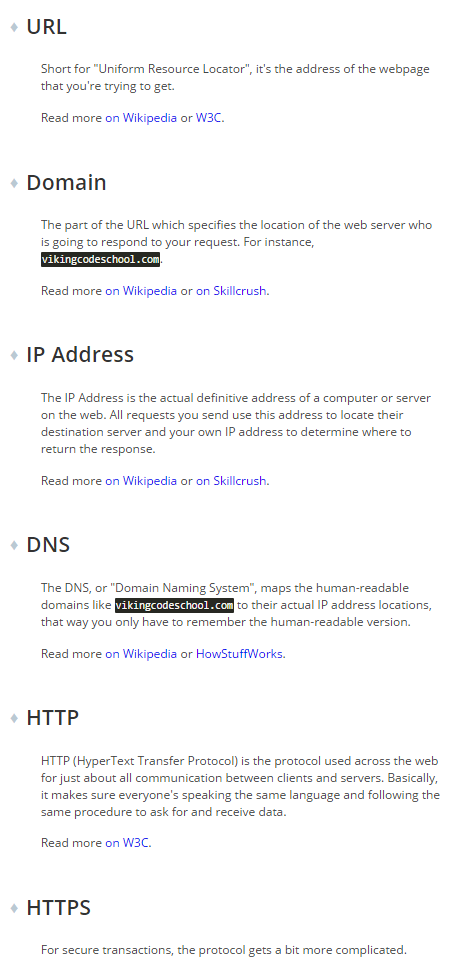 URL
Short for "Uniform Resource Locator", it's the address of the webpage
that you're trying to get.
Read more on Wikipedia or W3C.
Domain
The part of the URL which specifies the location of the web server who
is going to respond to your request. For instance,
vikingcodeschool.com.
Read more on Wikipedia or on Skillcrush.
IP Address
The IP Address is the actual definitive address of a computer or server
on the web. All requests you send use this address to locate their
destination server and your own IP address to determine where to
return the response.
Read more on Wikipedia or on Skillcrush.
DNS
The DNS, or "Domain Naming System", maps the human-readable
domains like vikingcodeschool.com to their actual IP address locations,
that way you only have to remember the human-readable version.
Read more on Wikipedia or HowStuffWorks.
HTTP
HTTP (HyperText Transfer Protocol) is the protocol used across the web
for just about all communication between clients and servers. Basically,
it makes sure everyone's speaking the same language and following the
same procedure to ask for and receive data.
Read more on W3C.
HTTPS
For secure transactions, the protocol gets a bit more complicated.